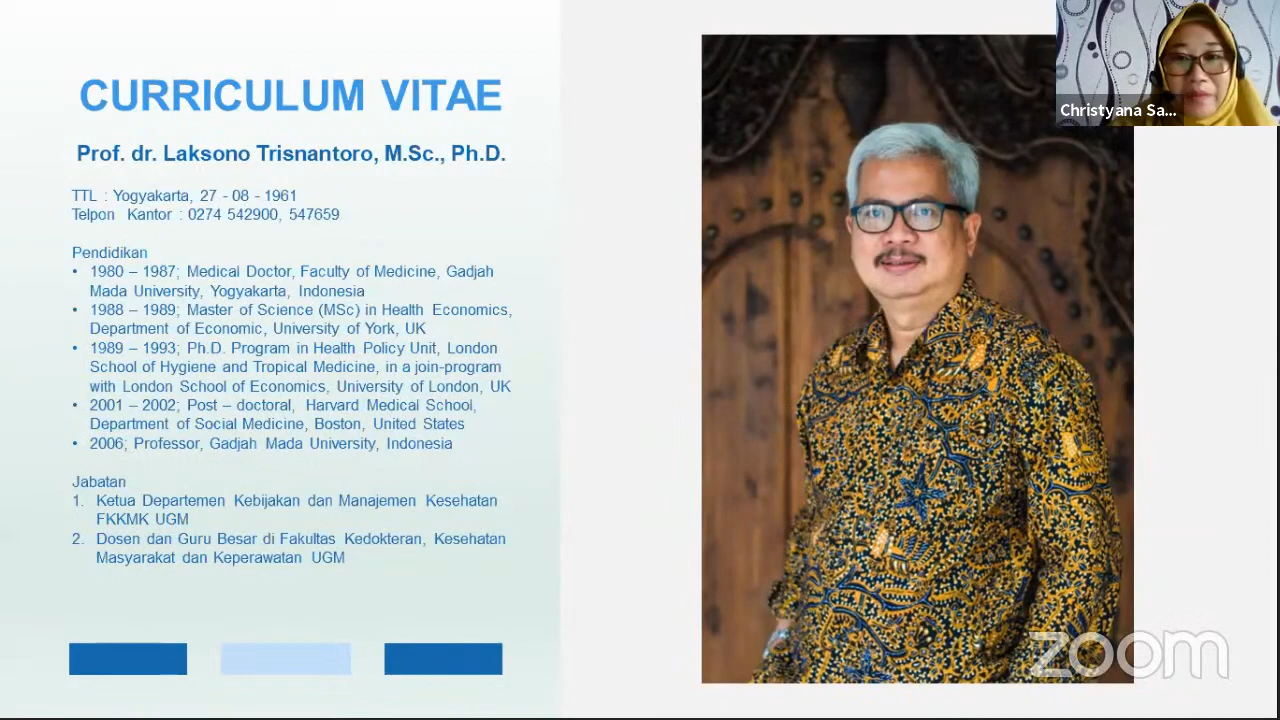 CURRICULUM VITAE
Prof. dr. Laksono Trisnantoro, M.Sc., Ph.D.
TTL : Yogyakarta, 27 - 08 - 1961
Telpon Kantor : 0274 542900, 547659
Pendidikan
• 1980 – 1987; Medical Doctor, Faculty of Medicine, Gadjah
Mada University, Yogyakarta, Indonesia
• 1988 – 1989; Master of Science (MSc) in Health Economics,
Department of Economic, University of York, UK
• 1989 – 1993; Ph.D. Program in Health Policy Unit, London
School of Hygiene and Tropical Medicine, in a join-program
with London School of Economics, University of London, UK
• 2001 – 2002; Post – doctoral, Harvard Medical School,
Department of Social Medicine, Boston, United States
• 2006; Professor, Gadjah Mada University, Indonesia
Jabatan
1. Ketua Departemen Kebijakan dan Manajemen Kesehatan
FKKMK UGM
2. Dosen dan Guru Besar di Fakultas Kedokteran, Kesehatan
Masyarakat dan Keperawatan UGM
Christyana Sa...
zoom